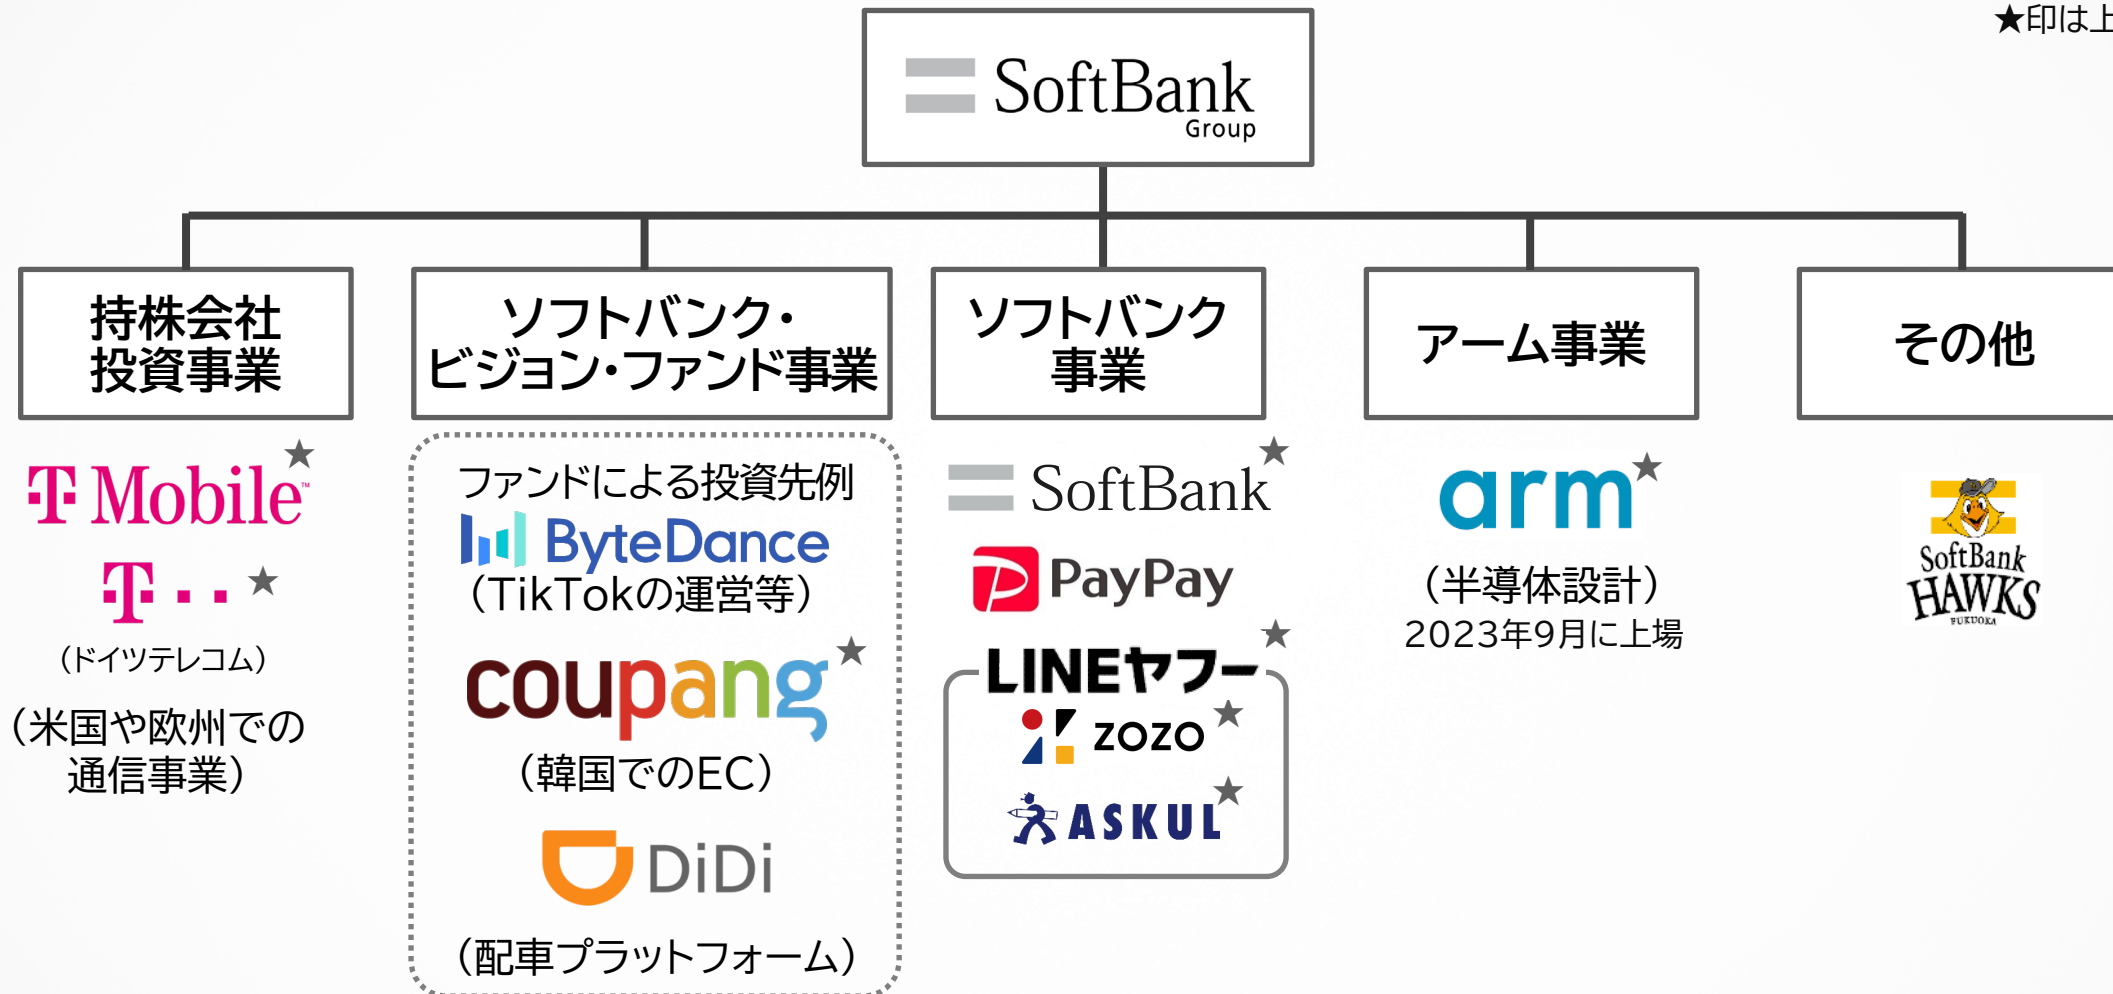 ★印は上
SoftBank
Group
持株会社
投資事業
ソフトバンク・
ビジョン・ファンド事業
ソフトバンク
事業
アーム事業
その他
T Mobile™ ★
T ★
（ドイツテレコム）
（米国や欧州での
通信事業）
ファンドによる投資先例
ByteDance
（TikTokの運営等）
coupang ★
（韓国でのEC）
DiDi
（配車プラットフォーム）
SoftBank ★
PayPay
LINEヤフー ★
ZOZO ★
ASKUL ★
arm ★
（半導体設計）
2023年9月に上場
SoftBank
HAWKS
FUKUOKA